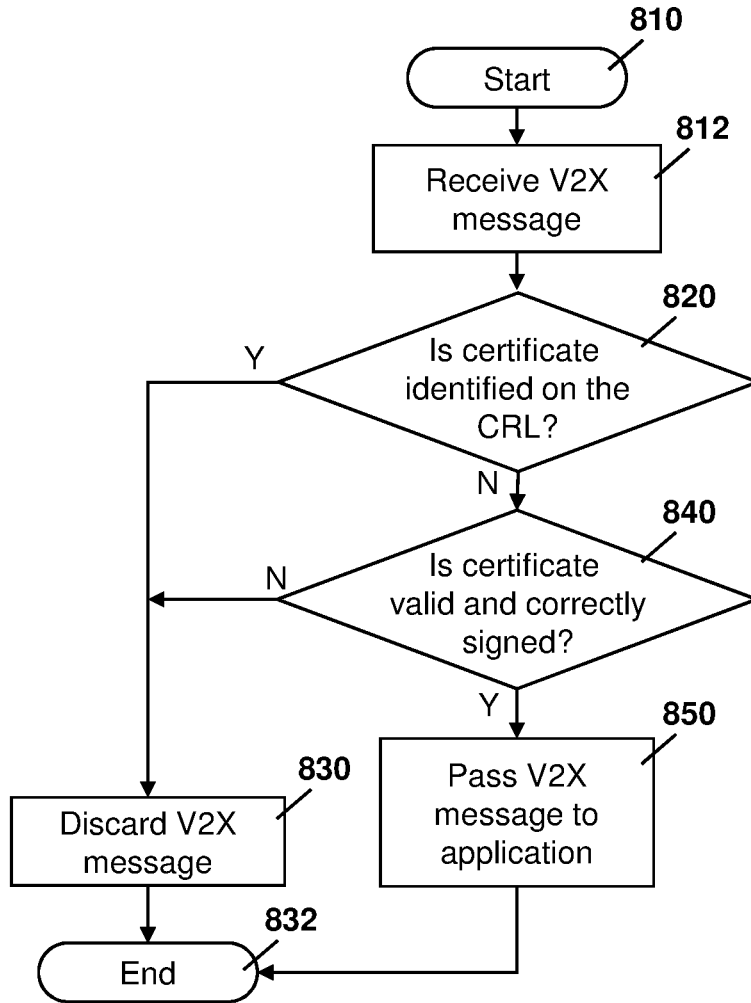 810
Start
812
Receive V2X
message
820
Is certificate
identified on the
CRL?
Y
N
840
Is certificate
valid and correctly
signed?
N
Y
850
Pass V2X
message to
application
830
Discard V2X
message
832
End